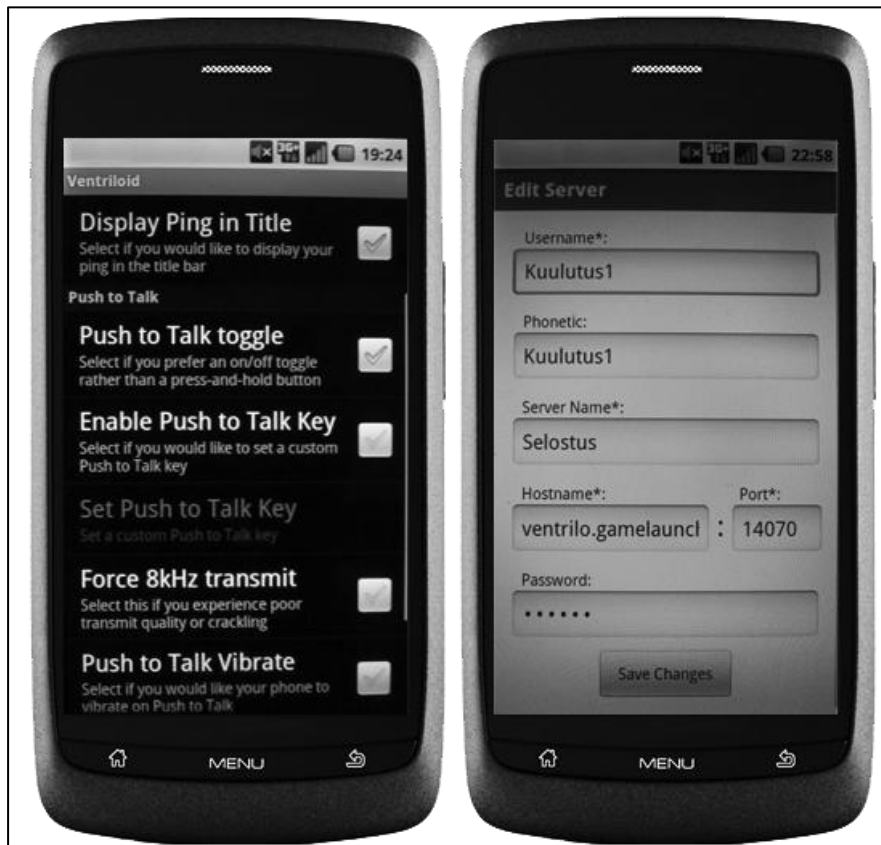 19:24
Ventriloid
Display Ping in Title
Select if you would like to display your
ping in the title bar
Push to Talk
Push to Talk toggle
Select if you prefer an on/off toggle
rather than a press-and-hold button
Enable Push to Talk Key
Select if you would like to set a custom
Push to Talk key
Set Push to Talk Key
Set a custom Push to Talk key
Force 8kHz transmit
Select this if you experience poor
transmit quality or crackling
Push to Talk Vibrate
Select if you would like your phone to
vibrate on Push to Talk
MENU
22:58
Edit Server
Username*:
Kuulutus1
Phonetic:
Kuulutus1
Server Name*:
Selostus
Hostname*: Port*:
ventrilo.gamelauncl : 14070
Password:
••••••
Save Changes
MENU